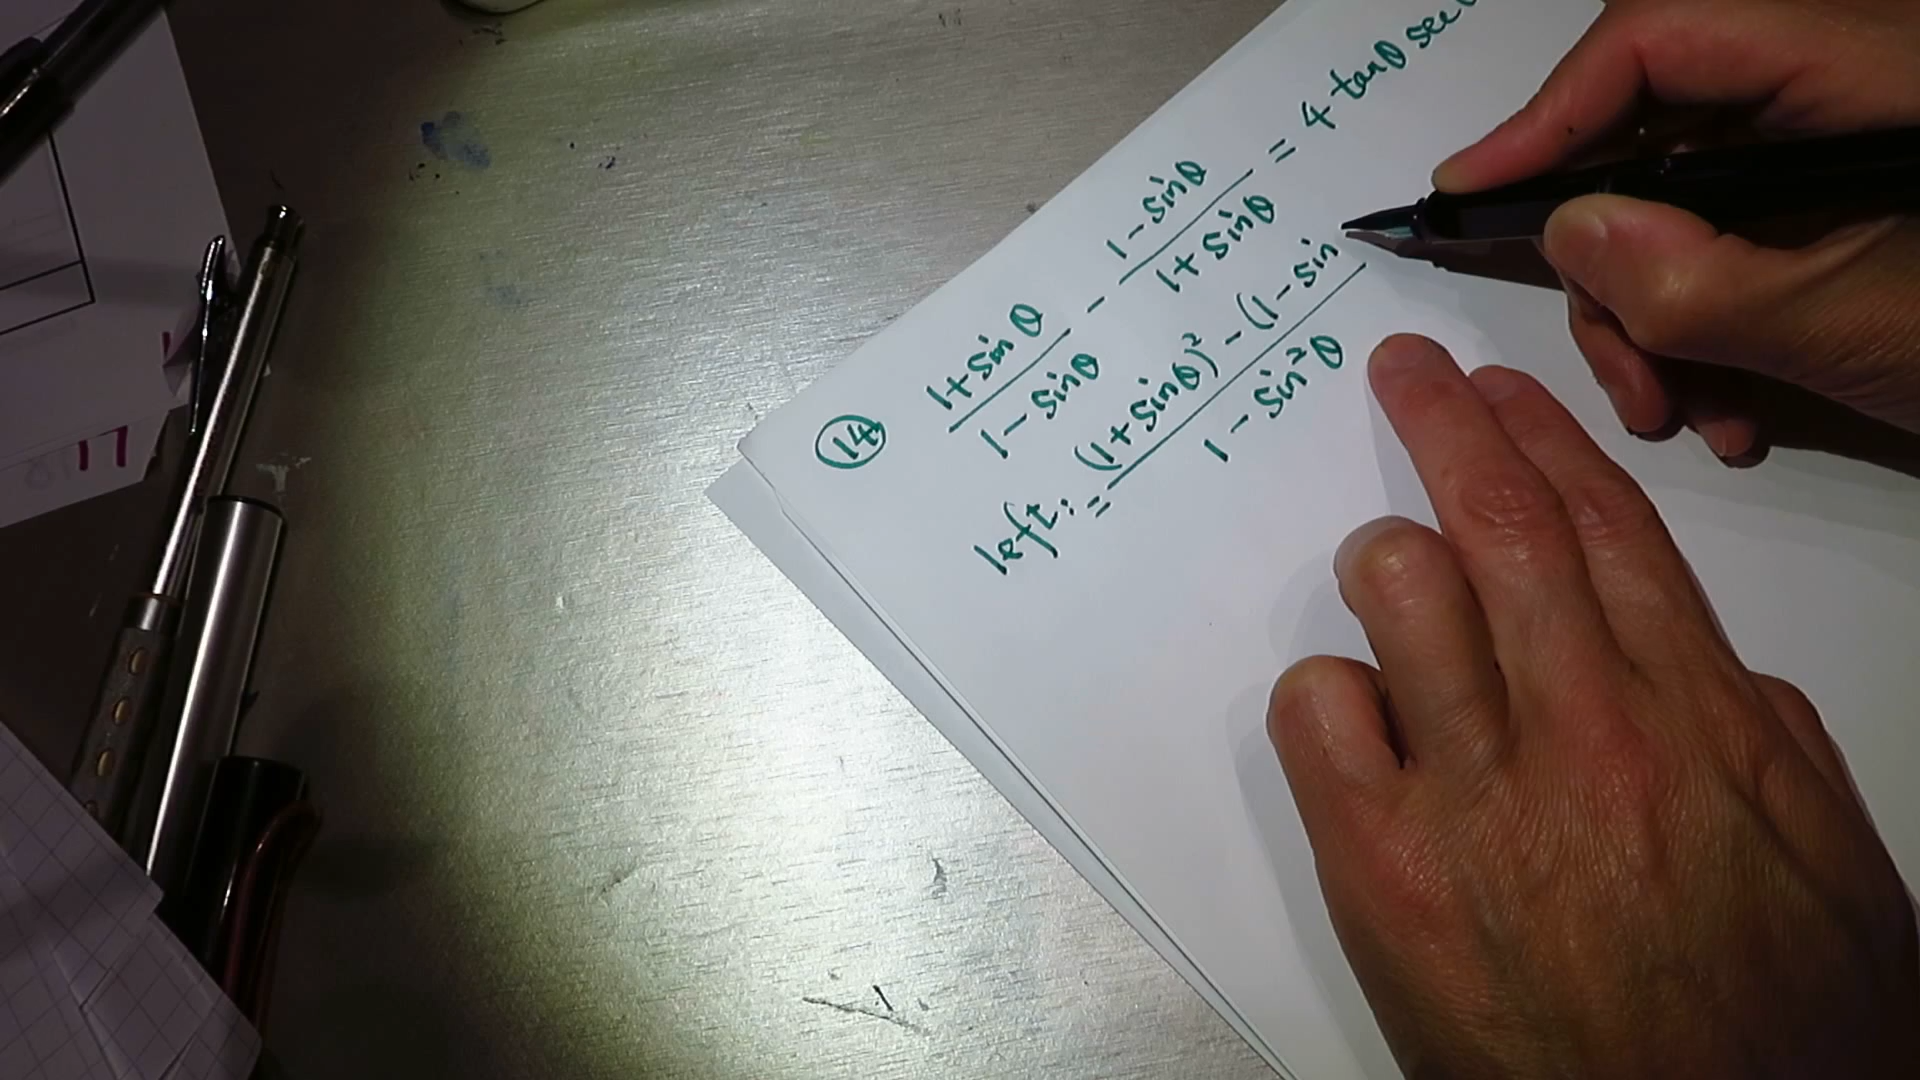 14 1+sinθ / 1-sinθ - 1-sinθ / 1+sinθ = 4 tanθ sec
left: = (1+sinθ)² - (1-sin / 1-sin²θ
17